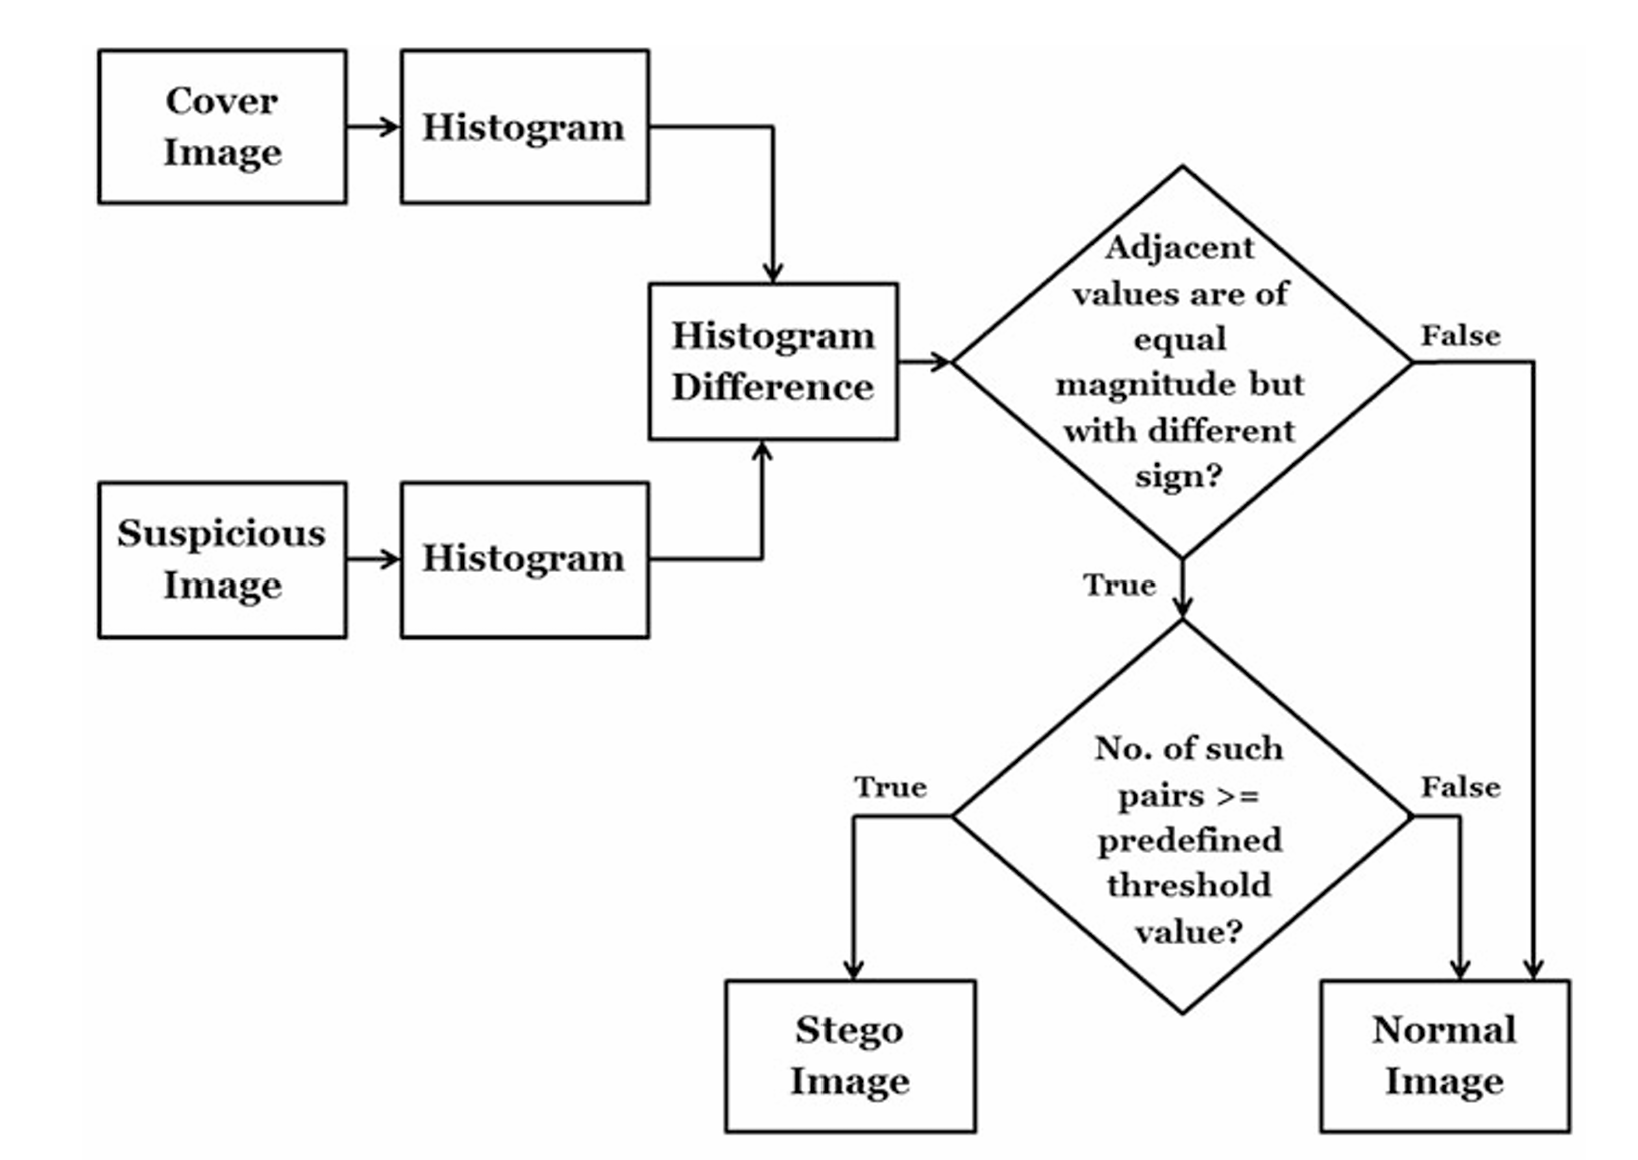 Cover
Image
Histogram
Suspicious
Image
Histogram
Histogram
Difference
Adjacent
values are of
equal
magnitude but
with different
sign?
False
True
No. of such
pairs >=
predefined
threshold
value?
True
False
Stego
Image
Normal
Image